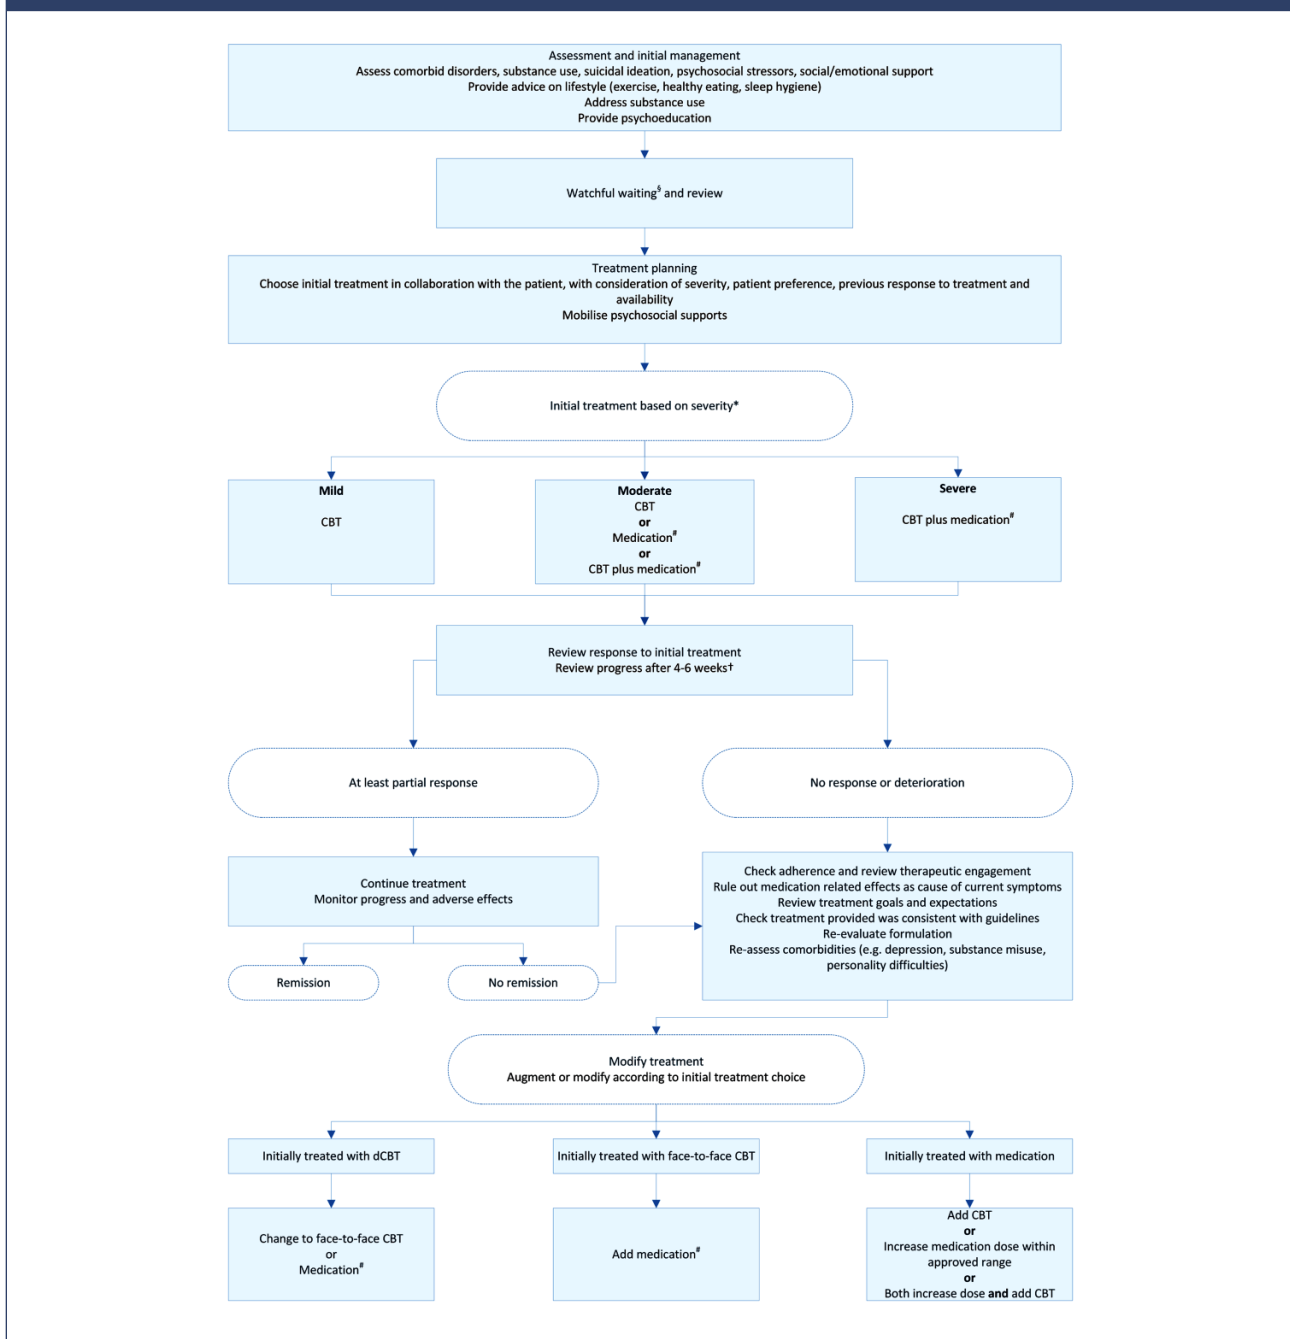 Assessment and initial management
Assess comorbid disorders, substance use, suicidal ideation, psychosocial stressors, social/emotional support
Provide advice on lifestyle (exercise, healthy eating, sleep hygiene)
Address substance use
Provide psychoeducation
Watchful waiting§ and review
Treatment planning
Choose initial treatment in collaboration with the patient, with consideration of severity, patient preference, previous response to treatment and
availability
Mobilise psychosocial supports
Initial treatment based on severity*
Mild
CBT
Moderate
CBT
or
Medication#
or
CBT plus medication#
Severe
CBT plus medication#
Review response to initial treatment
Review progress after 4-6 weeks†
At least partial response
No response or deterioration
Continue treatment
Monitor progress and adverse effects
Check adherence and review therapeutic engagement
Rule out medication related effects as cause of current symptoms
Review treatment goals and expectations
Check treatment provided was consistent with guidelines
Re-evaluate formulation
Re-assess comorbidities (e.g. depression, substance misuse,
personality difficulties)
Remission
No remission
Modify treatment
Augment or modify according to initial treatment choice
Initially treated with dCBT
Initially treated with face-to-face CBT
Initially treated with medication
Change to face-to-face CBT
or
Medication#
Add medication#
Add CBT
or
Increase medication dose within
approved range
or
Both increase dose and add CBT